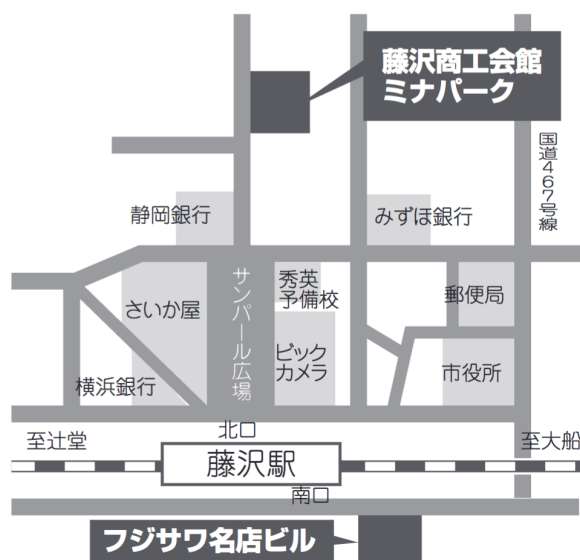 藤沢商工会館
ミナパーク
国道467号線
静岡銀行
みずほ銀行
サンパール広場
秀英
予備校
郵便局
さいか屋
ビック
カメラ
市役所
横浜銀行
北口
至辻堂
藤沢駅
至大船
南口
フジサワ名店ビル